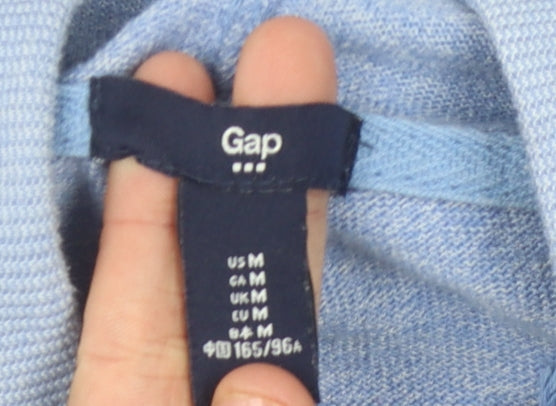 Gap
US M
CA M
UK M
EU M
日本 M
中国 165/96A